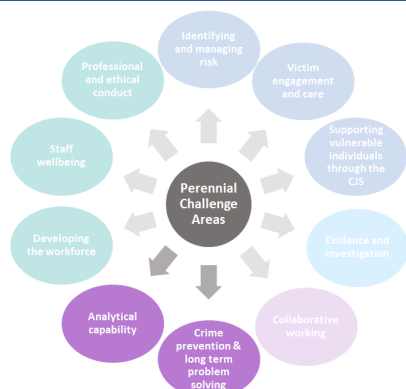 Identifying
and managing
risk
Victim
engagement
and care
Supporting
vulnerable
individuals
through the
CJS
Evidence and
investigation
Collaborative
working
Crime
prevention &
long term
problem
solving
Analytical
capability
Developing
the workforce
Staff
wellbeing
Professional
and ethical
conduct
Perennial
Challenge
Areas